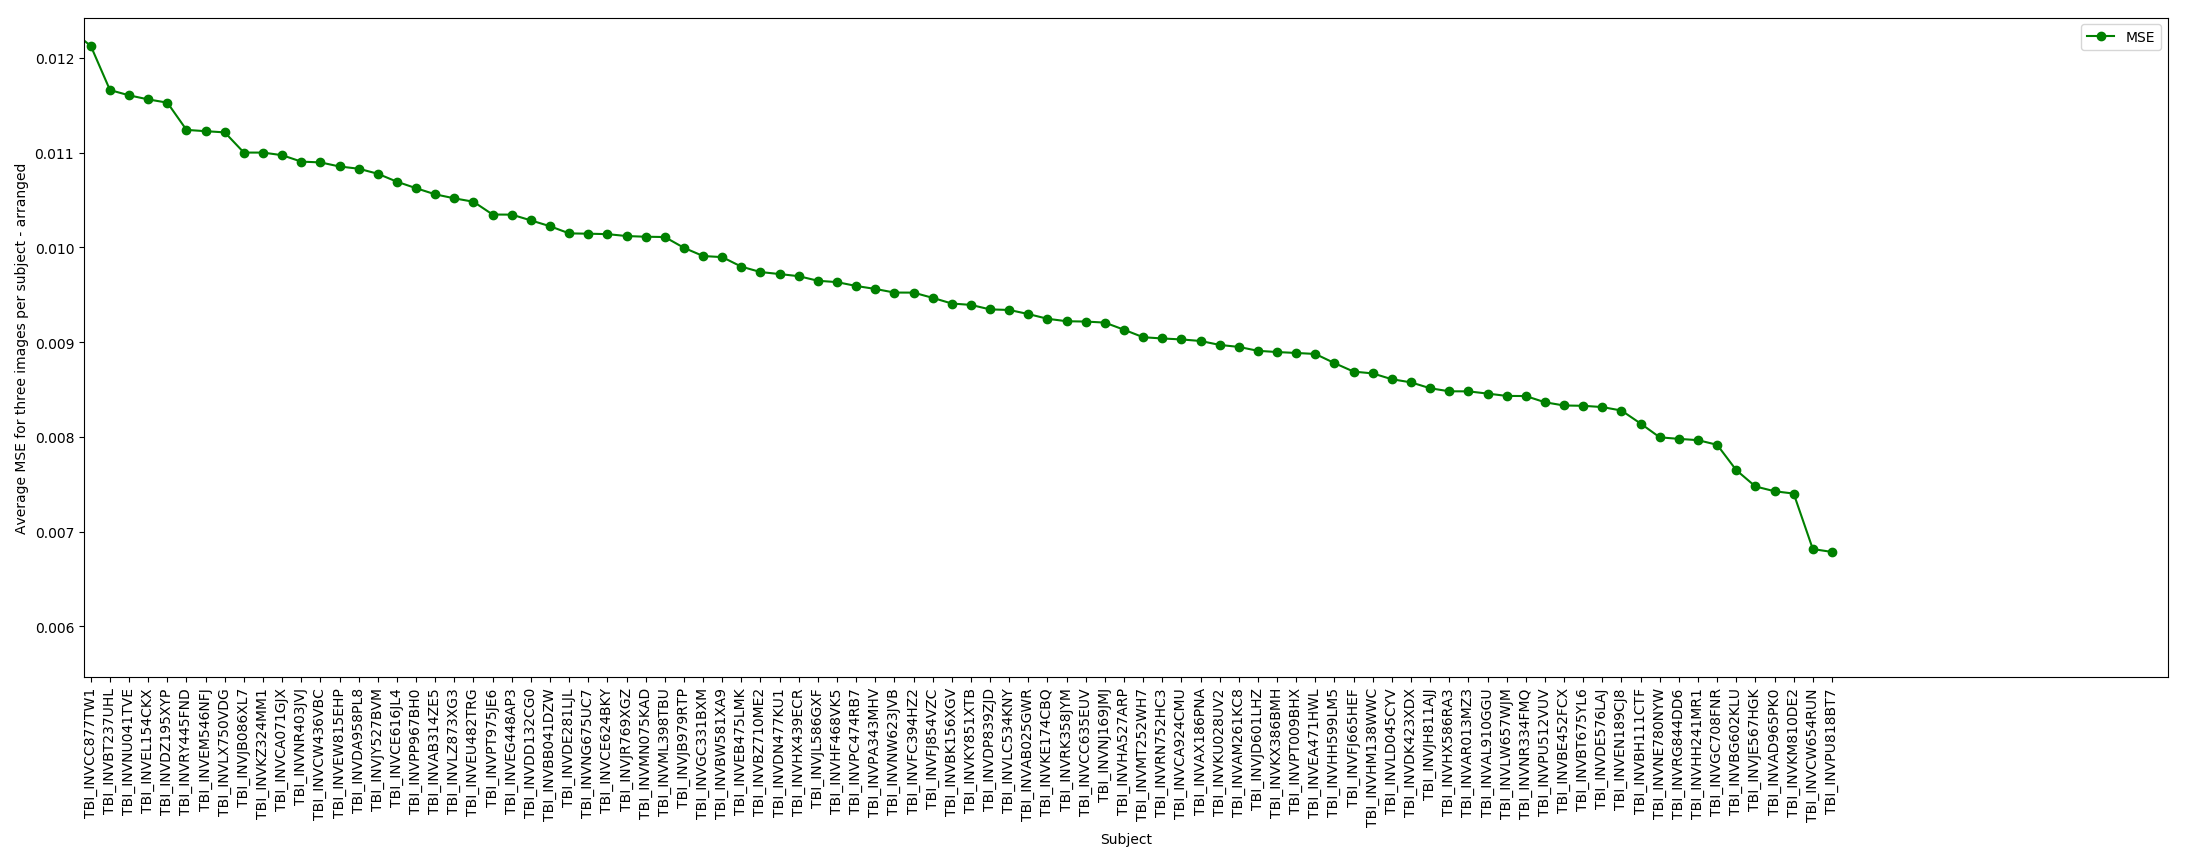 MSE
0.012
0.011
0.010
0.009
0.008
0.007
0.006
Average MSE for three images per subject - arranged
TBI_INVCC877TW1
TBI_INVBT237UHL
TBI_INVNU041TVE
TBI_INVEL154CKX
TBI_INVDZ195XYP
TBI_INVRY445FND
TBI_INVEM546NFJ
TBI_INVLX750VDG
TBI_INVJB086XL7
TBI_INVKZ324MM1
TBI_INVCA071GJX
TBI_INVNR403JVJ
TBI_INVCW436VBC
TBI_INVEW815EHP
TBI_INVDA958PL8
TBI_INVJY527BVM
TBI_INVCE616JL4
TBI_INVPP967BH0
TBI_INVAB314ZE5
TBI_INVLZ873XG3
TBI_INVEU482TRG
TBI_INVPT975JE6
TBI_INVEG448AP3
TBI_INVDD132CG0
TBI_INVBB041DZW
TBI_INVDE281LJL
TBI_INVNG675UC7
TBI_INVCE624BKY
TBI_INVJR769XGZ
TBI_INVMN075KAD
TBI_INVML398TBU
TBI_INVJB979RTP
TBI_INVGC331BXM
TBI_INVBW581XA9
TBI_INVEB475LMK
TBI_INVBZ710ME2
TBI_INVDN477KU1
TBI_INVHX439ECR
TBI_INVJL586GXF
TBI_INVHF468VK5
TBI_INVPC474RB7
TBI_INVPA343MHV
TBI_INVNW623JVB
TBI_INVFC394HZ2
TBI_INVFJ854VZC
TBI_INVBK156XGV
TBI_INVKY851XTB
TBI_INVDP839ZJD
TBI_INVLC534KNY
TBI_INVAB025GWR
TBI_INVKE174CBQ
TBI_INVRK358JYM
TBI_INVCC635EUV
TBI_INVNJ169JMJ
TBI_INVHA527ARP
TBI_INVMT252WH7
TBI_INVRN752HC3
TBI_INVCA924CMU
TBI_INVAX186PNA
TBI_INVKU028UV2
TBI_INVAM261KC8
TBI_INVJD601LHZ
TBI_INVKX386BMH
TBI_INVPT009BHX
TBI_INVEA471HWL
TBI_INVHH599LM5
TBI_INVFJ665HEF
TBI_INVHM138WWC
TBI_INVLD045CYV
TBI_INVDK423XDX
TBI_INVJH811AJJ
TBI_INVHX586RA3
TBI_INVAR013MZ3
TBI_INVAL910GGU
TBI_INVLW657WJM
TBI_INVNR334FMQ
TBI_INVPU512VUV
TBI_INVBE452FCX
TBI_INVBT675YL6
TBI_INVDE576LAJ
TBI_INVEN189CJ8
TBI_INVBH111CTF
TBI_INVNE780NYW
TBI_INVRG844DD6
TBI_INVHH241MR1
TBI_INVGC708FNR
TBI_INVBG602KLU
TBI_INVJE567HGK
TBI_INVAD965PK0
TBI_INVKM810DE2
TBI_INVCW654RUN
TBI_INVPU818BT7
Subject